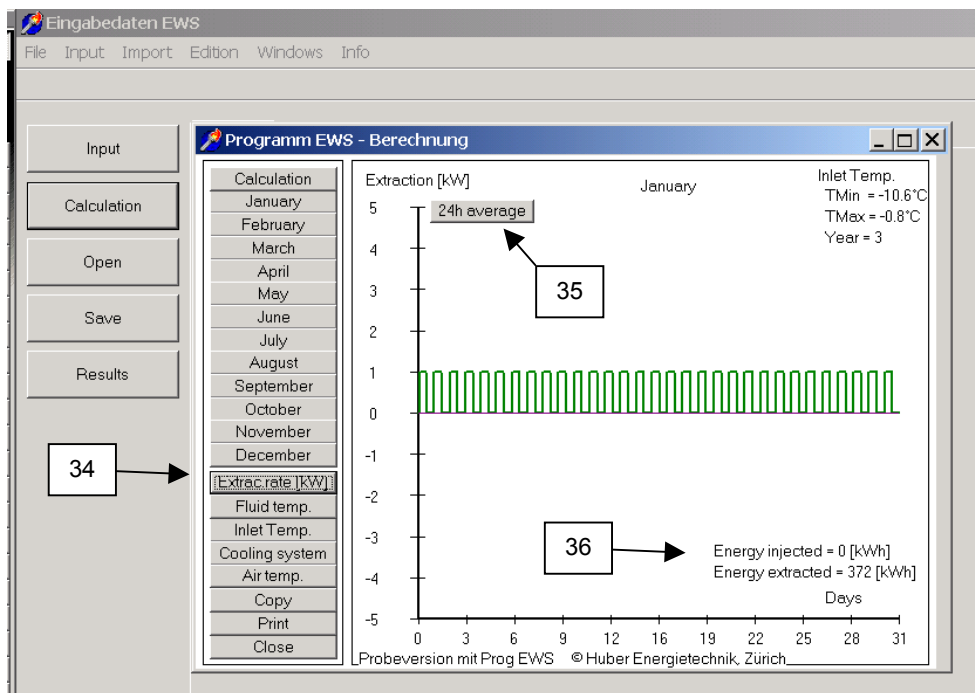 Eingabedaten EWS
File Input Import Edition Windows Info
Input
Calculation
Open
Save
Results
34
Programm EWS - Berechnung
Calculation
January
February
March
April
May
June
July
August
September
October
November
December
Extrac.rate [kW]
Fluid temp.
Inlet Temp.
Cooling system
Air temp.
Copy
Print
Close
Extraction [kW]
January
Inlet Temp.
TMin = -10.6°C
TMax = -0.8°C
Year = 3
24h average
35
5
4
3
2
1
0
-1
-2
-3
-4
-5
36
Energy injected = 0 [kWh]
Energy extracted = 372 [kWh]
Days
0 3 6 9 12 16 19 22 25 28 31
Probeversion mit Prog EWS © Huber Energietechnik, Zürich